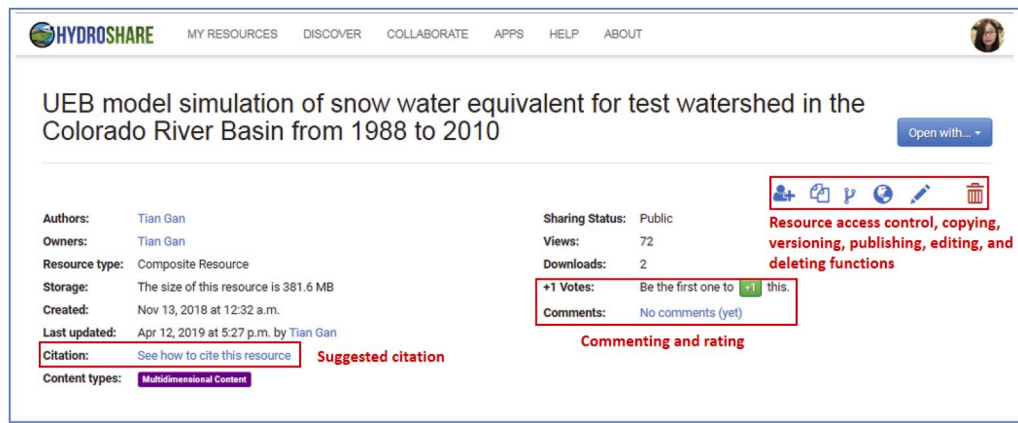 HYDROSHARE MY RESOURCES DISCOVER COLLABORATE APPS HELP ABOUT
UEB model simulation of snow water equivalent for test watershed in the
Colorado River Basin from 1988 to 2010
Open with...
Resource access control, copying,
versioning, publishing, editing, and
deleting functions
Authors: Tian Gan
Owners: Tian Gan
Resource type: Composite Resource
Storage: The size of this resource is 381.6 MB
Created: Nov 13, 2018 at 12:32 a.m.
Last updated: Apr 12, 2019 at 5:27 p.m. by Tian Gan
Citation: See how to cite this resource
Suggested citation
Content types: Multidimensional Content
Sharing Status: Public
Views: 72
Downloads: 2
+1 Votes: Be the first one to +1 this.
Comments: No comments (yet)
Commenting and rating